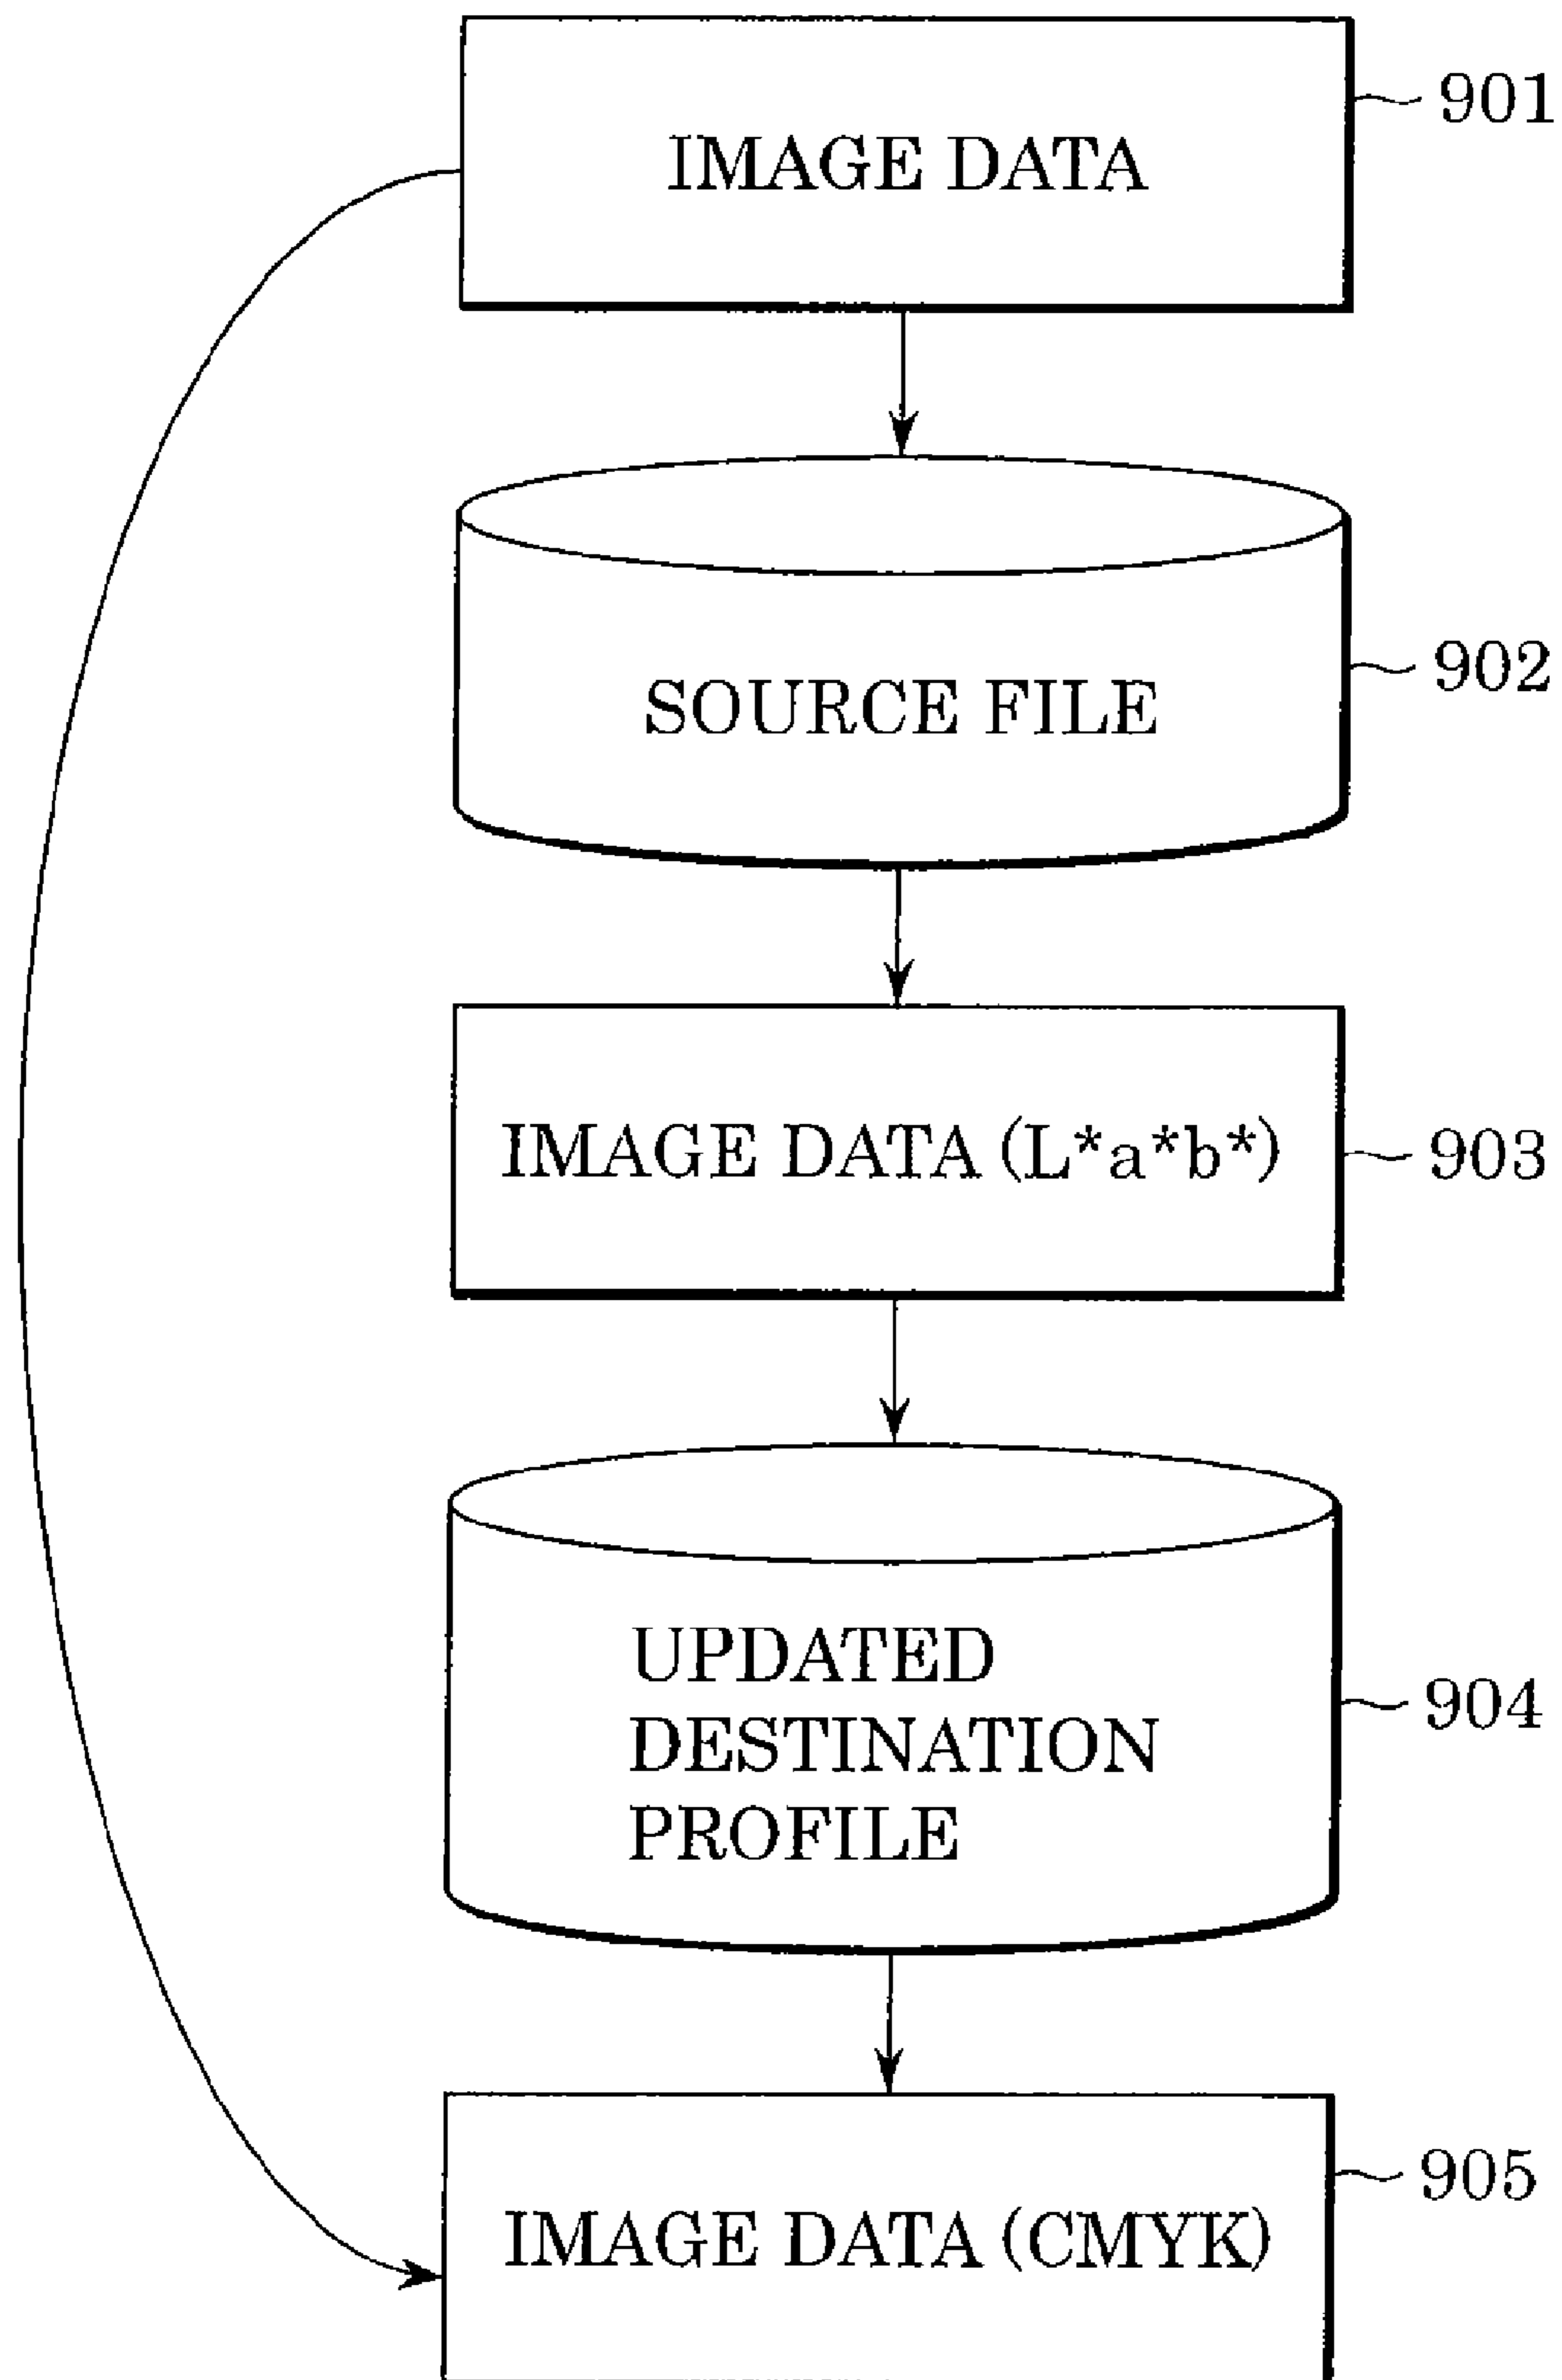 IMAGE DATA
901
SOURCE FILE
902
IMAGE DATA (L*a*b*)
903
UPDATED
DESTINATION
PROFILE
904
IMAGE DATA (CMYK)
905